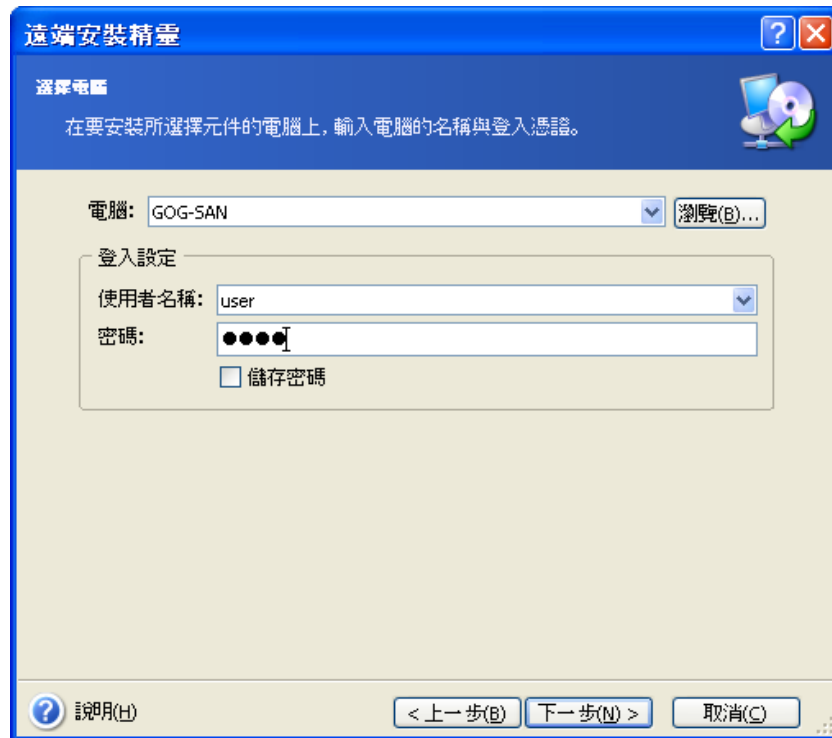 遠端安裝精靈
選擇電腦
在要安裝所選擇元件的電腦上,輸入電腦的名稱與登入憑證。
電腦: GOG-SAN 瀏覽(B)...
登入設定
使用者名稱: user
密碼: ●●●●
儲存密碼
說明(H) < 上一步(B) 下一步(N) > 取消(C)